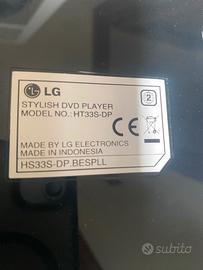 LG
2
STYLISH DVD PLAYER
MODEL NO.: HT33S-DP
CE
MADE BY LG ELECTRONICS
MADE IN INDONESIA
HS33S-DP.BESPLL
subito